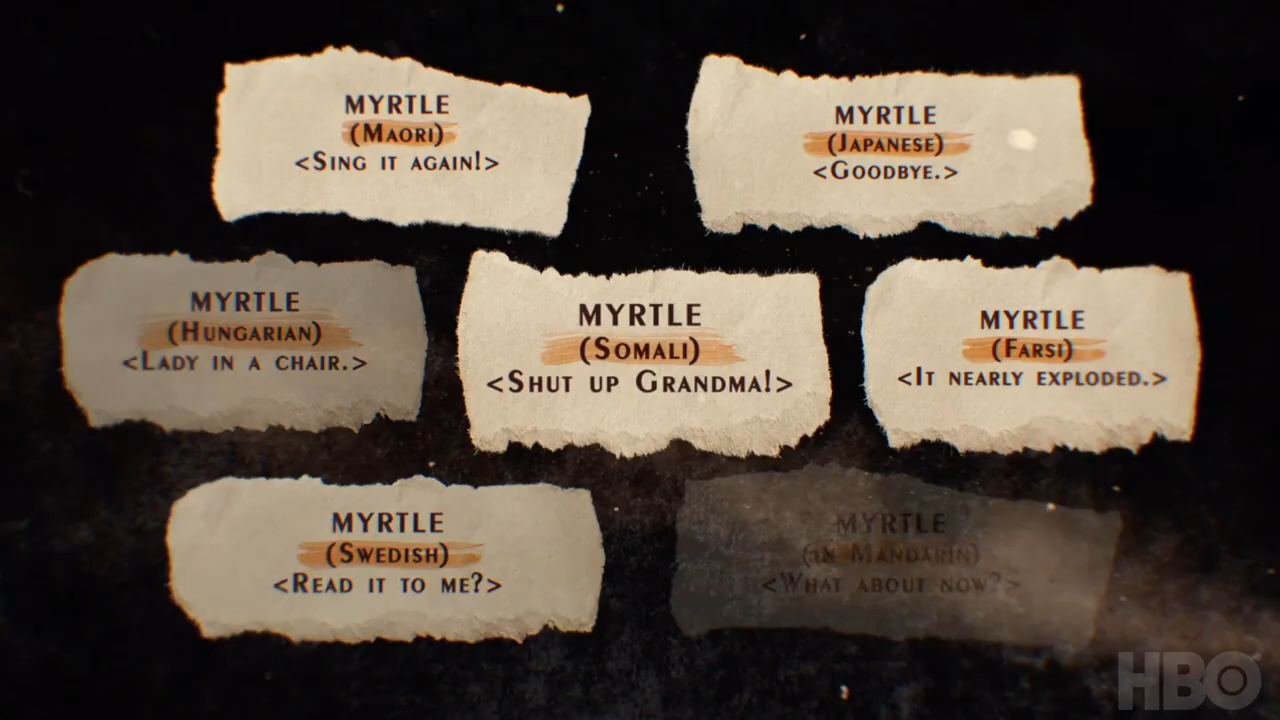 MYRTLE
(MAORI)
<SING IT AGAIN!>
MYRTLE
(JAPANESE)
<GOODBYE.>
MYRTLE
(HUNGARIAN)
<LADY IN A CHAIR.>
MYRTLE
(SOMALI)
<SHUT UP GRANDMA!>
MYRTLE
(FARSI)
<IT NEARLY EXPLODED.>
MYRTLE
(SWEDISH)
<READ IT TO ME?>
MYRTLE
(IN MANDARIN)
<WHAT ABOUT NOW?>
HBO